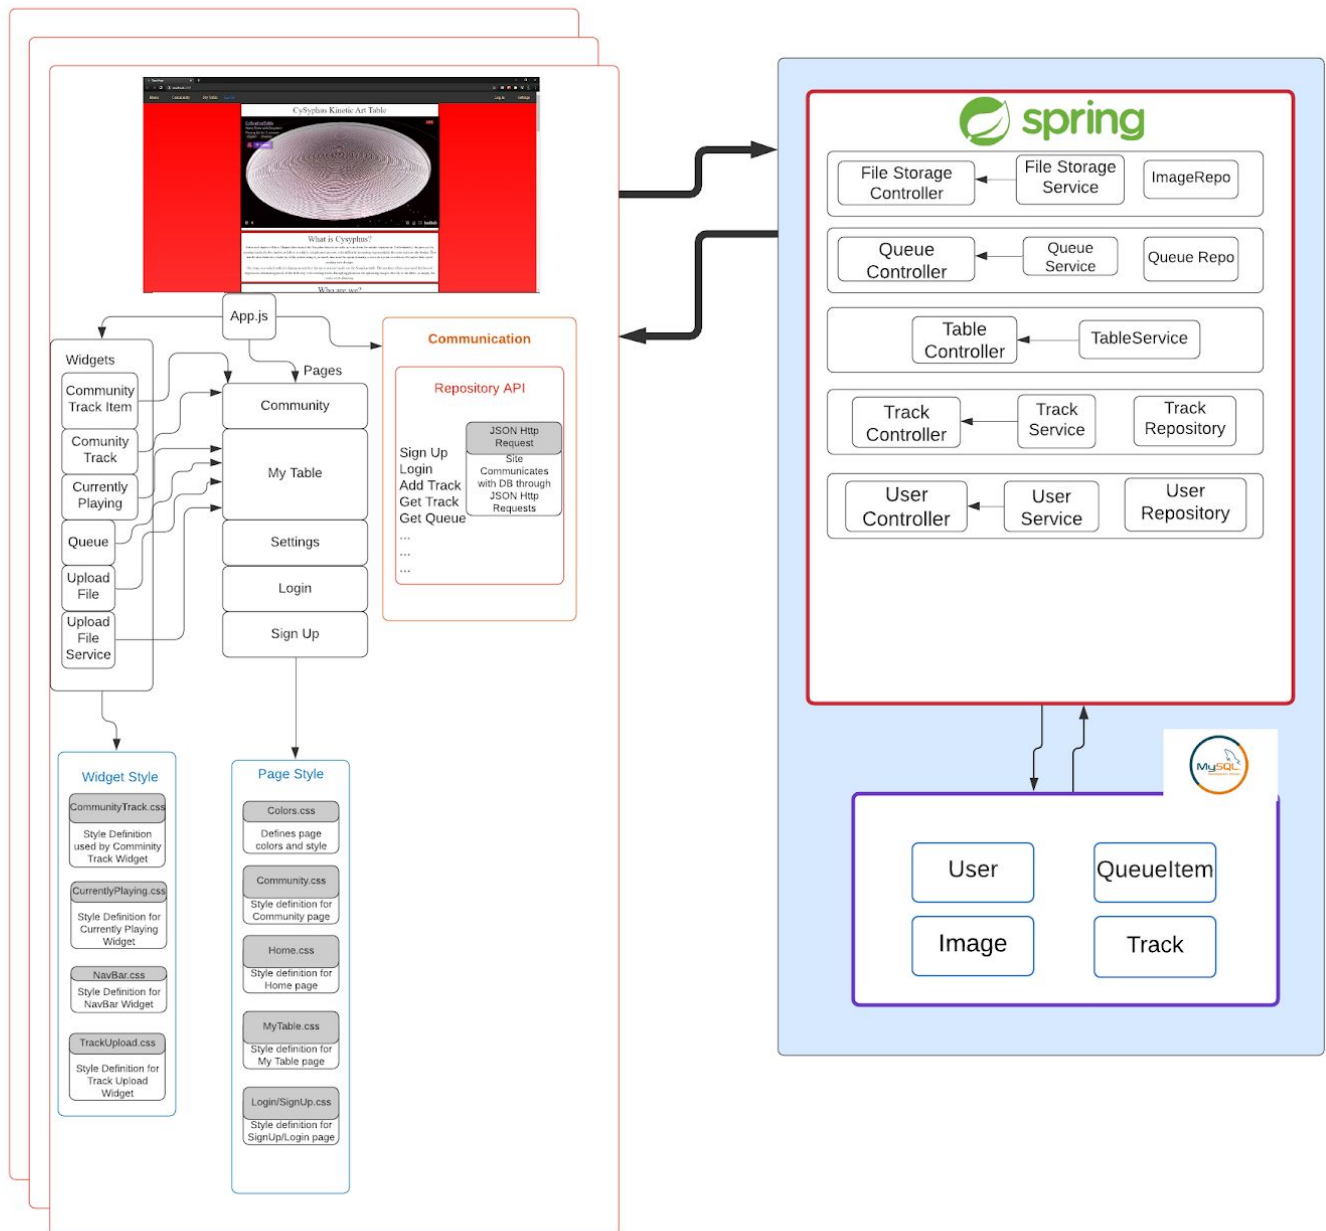 CySyphus Kinetic Art Table
What is Cysyphus?
Who are we?
App.js
Widgets
Community
Track Item
Comunity
Track
Currently
Playing
Queue
Upload
File
Upload
File
Service
Pages
Community
My Table
Settings
Login
Sign Up
Communication
Repository API
Sign Up
Login
Add Track
Get Track
Get Queue
...
...
...
JSON Http
Request
Site
Communicates
with DB through
JSON Http
Requests
Widget Style
CommunityTrack.css
Style Definition
used by Comminity
Track Widget
CurrentlyPlaying.css
Style Definition for
Currently Playing
Widget
NavBar.css
Style Definition for
NavBar Widget
TrackUpload.css
Style Definition for
Track Upload
Widget
Page Style
Colors.css
Defines page
colors and style
Community.css
Style definition for
Community page
Home.css
Style definition for
Home page
MyTable.css
Style definition for
My Table page
Login/SignUp.css
Style definition for
SignUp/Login page
spring
File Storage
Controller
File Storage
Service
ImageRepo
Queue
Controller
Queue
Service
Queue Repo
Table
Controller
TableService
Track
Controller
Track
Service
Track
Repository
User
Controller
User
Service
User
Repository
MySQL
User
QueueItem
Image
Track